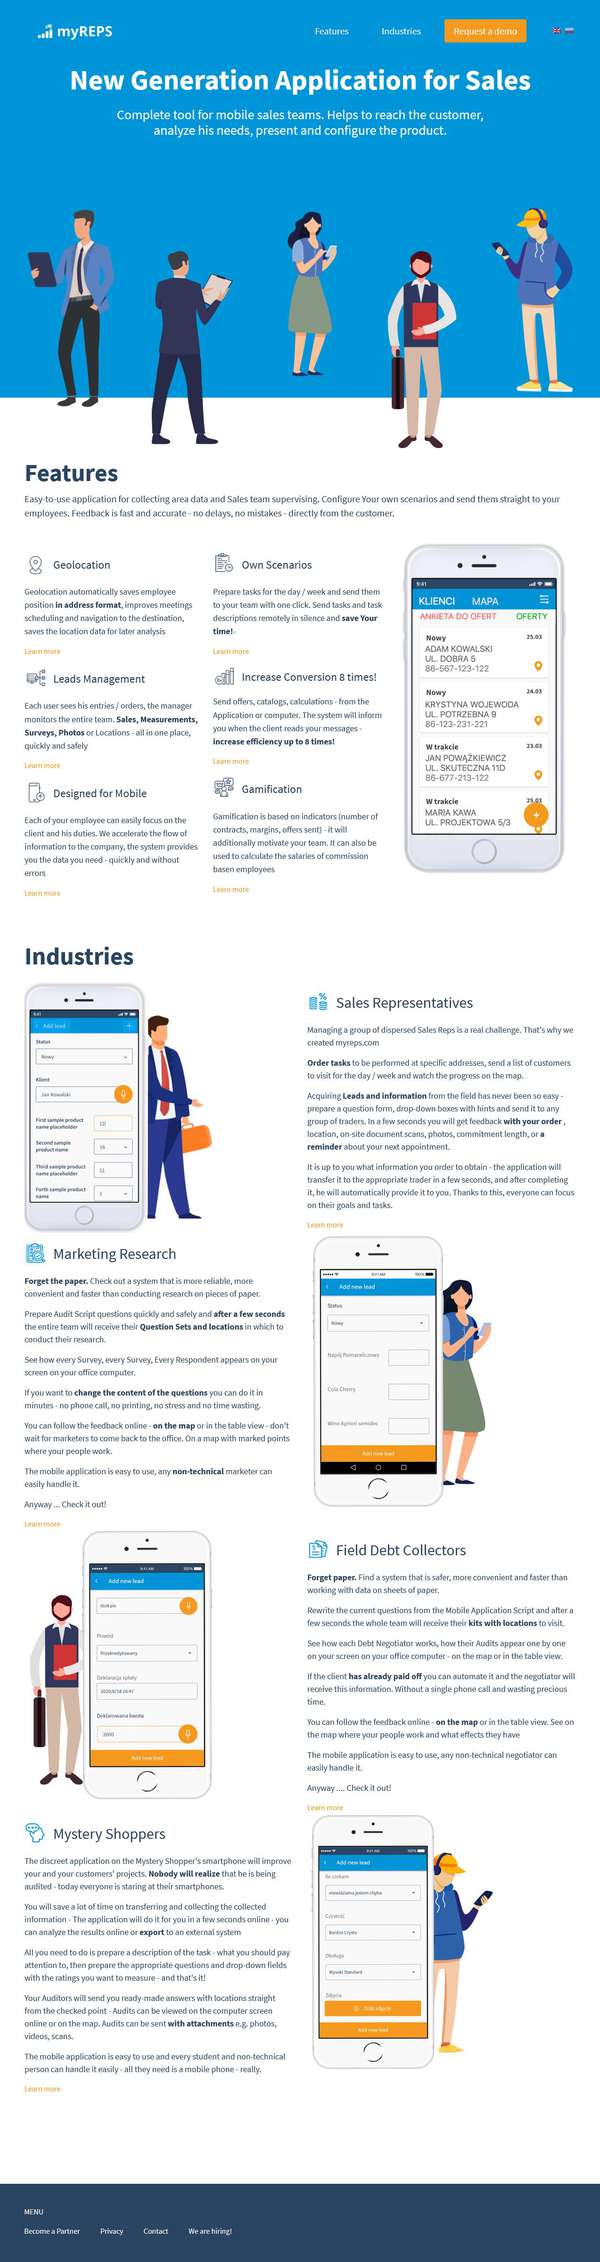 myREPS
Features
Industries
Request a demo
New Generation Application for Sales
Complete tool for mobile sales teams. Helps to reach the customer,
analyze his needs, present and configure the product.
Features
Easy-to-use application for collecting area data and Sales team supervising. Configure Your own scenarios and send them straight to your
employees. Feedback is fast and accurate - no delays, no mistakes - directly from the customer.
Geolocation
Geolocation automatically saves employee
position in address format, improves meetings
scheduling and navigation to the destination,
saves the location data for later analysis
Learn more
Leads Management
Each user sees his entries / orders, the manager
monitors the entire team. Sales, Measurements,
Surveys, Photos or Locations - all in one place,
quickly and safely
Learn more
Designed for Mobile
Each of your employee can easily focus on the
client and his duties. We accelerate the flow of
information to the company, the system provides
you the data you need - quickly and without
errors
Learn more
Own Scenarios
Prepare tasks for the day / week and send them
to your team with one click. Send tasks and task
descriptions remotely in silence and save Your
time!-
Learn more
Increase Conversion 8 times!
Send offers, catalogs, calculations - from the
Application or computer. The system will inform
you when the client reads your messages -
increase efficiency up to 8 times!
Learn more
Gamification
Gamification is based on indicators (number of
contracts, margins, offers sent) - it will
additionally motivate your team. It can also be
used to calculate the salaries of commission
basen employees
Learn more
9:41
KLIENCI MAPA
ANKIETA DO OFERT OFERTY
Nowy 25.03
ADAM KOWALSKI
UL. DOBRA 5
86-567-123-122
Nowy 24.03
KRYSTYNA WOJEWODA
UL. POTRZEBNA 9
86-123-231-221
W trakcie 23.03
JAN POWĄŻKIEWICZ
UL. SKUTECZNA 11D
86-677-213-122
W trakcie 25.03
MARIA KAWA
UL. PROJEKTOWA 5/3
+
Industries
9:41
Add lead
Status
Nowy
Klient
Jan Kowalski
First sample product
name placeholder
12
Second sample
product name
16
Third sample product
name placeholder
11
Forth sample product
name
1
Sales Representatives
Managing a group of dispersed Sales Reps is a real challenge. That's why we
created myreps.com
Order tasks to be performed at specific addresses, send a list of customers
to visit for the day / week and watch the progress on the map.
Acquiring Leads and information from the field has never been so easy -
prepare a question form, drop-down boxes with hints and send it to any
group of traders. In a few seconds you will get feedback with your order ,
location, on-site document scans, photos, commitment length, or a
reminder about your next appointment.
It is up to you what information you order to obtain - the application will
transfer it to the appropriate trader in a few seconds, and after completing
it, he will automatically provide it to you. Thanks to this, everyone can focus
on their goals and tasks.
Learn more
Marketing Research
Forget the paper. Check out a system that is more reliable, more
convenient and faster than conducting research on pieces of paper.
Prepare Audit Script questions quickly and safely and after a few seconds
the entire team will receive their Question Sets and locations in which to
conduct their research.
See how every Survey, every Survey, Every Respondent appears on your
screen on your office computer.
If you want to change the content of the questions you can do it in
minutes - no phone call, no printing, no stress and no time wasting.
You can follow the feedback online - on the map or in the table view - don't
wait for marketers to come back to the office. On a map with marked points
where your people work.
The mobile application is easy to use, any non-technical marketer can
easily handle it.
Anyway ... Check it out!
Learn more
9:41 AM 100%
Add new lead
Status
Nowy
Napój Pomarańczowy
Cola Cherry
Add new lead
9:41 AM 100%
Add new lead
Powód
Przekredytowany
Deklaracja spłaty
Deklarowana kwota
2000
Add new lead
Field Debt Collectors
Forget paper. Find a system that is safer, more convenient and faster than
working with data on sheets of paper.
Rewrite the current questions from the Mobile Application Script and after a
few seconds the whole team will receive their kits with locations to visit.
See how each Debt Negotiator works, how their Audits appear one by one
on your screen on your office computer - on the map or in the table view.
If the client has already paid off you can automate it and the negotiator will
receive this information. Without a single phone call and wasting precious
time.
You can follow the feedback online - on the map or in the table view. See on
the map where your people work and what effects they have
The mobile application is easy to use, any non-technical negotiator can
easily handle it.
Anyway .... Check it out!
Learn more
Mystery Shoppers
The discreet application on the Mystery Shopper's smartphone will improve
your and your customers' projects. Nobody will realize that he is being
audited - today everyone is staring at their smartphones.
You will save a lot of time on transferring and collecting the collected
information - The application will do it for you in a few seconds online - you
can analyze the results online or export to an external system
All you need to do is prepare a description of the task - what you should pay
attention to, then prepare the appropriate questions and drop-down fields
with the ratings you want to measure - and that's it!
Your Auditors will send you ready-made answers with locations straight
from the checked point - Audits can be viewed on the computer screen
online or on the map. Audits can be sent with attachments e.g. photos,
videos, scans.
The mobile application is easy to use and every student and non-technical
person can handle it easily - all they need is a mobile phone - really.
Learn more
9:41 AM
Add new lead
Czystość
Bardzo Czysto
Obsługa
Wysoki Standard
Zdjęcia
Zrób zdjęcie
Add new lead
MENU
Become a Partner
Privacy
Contact
We are hiring!